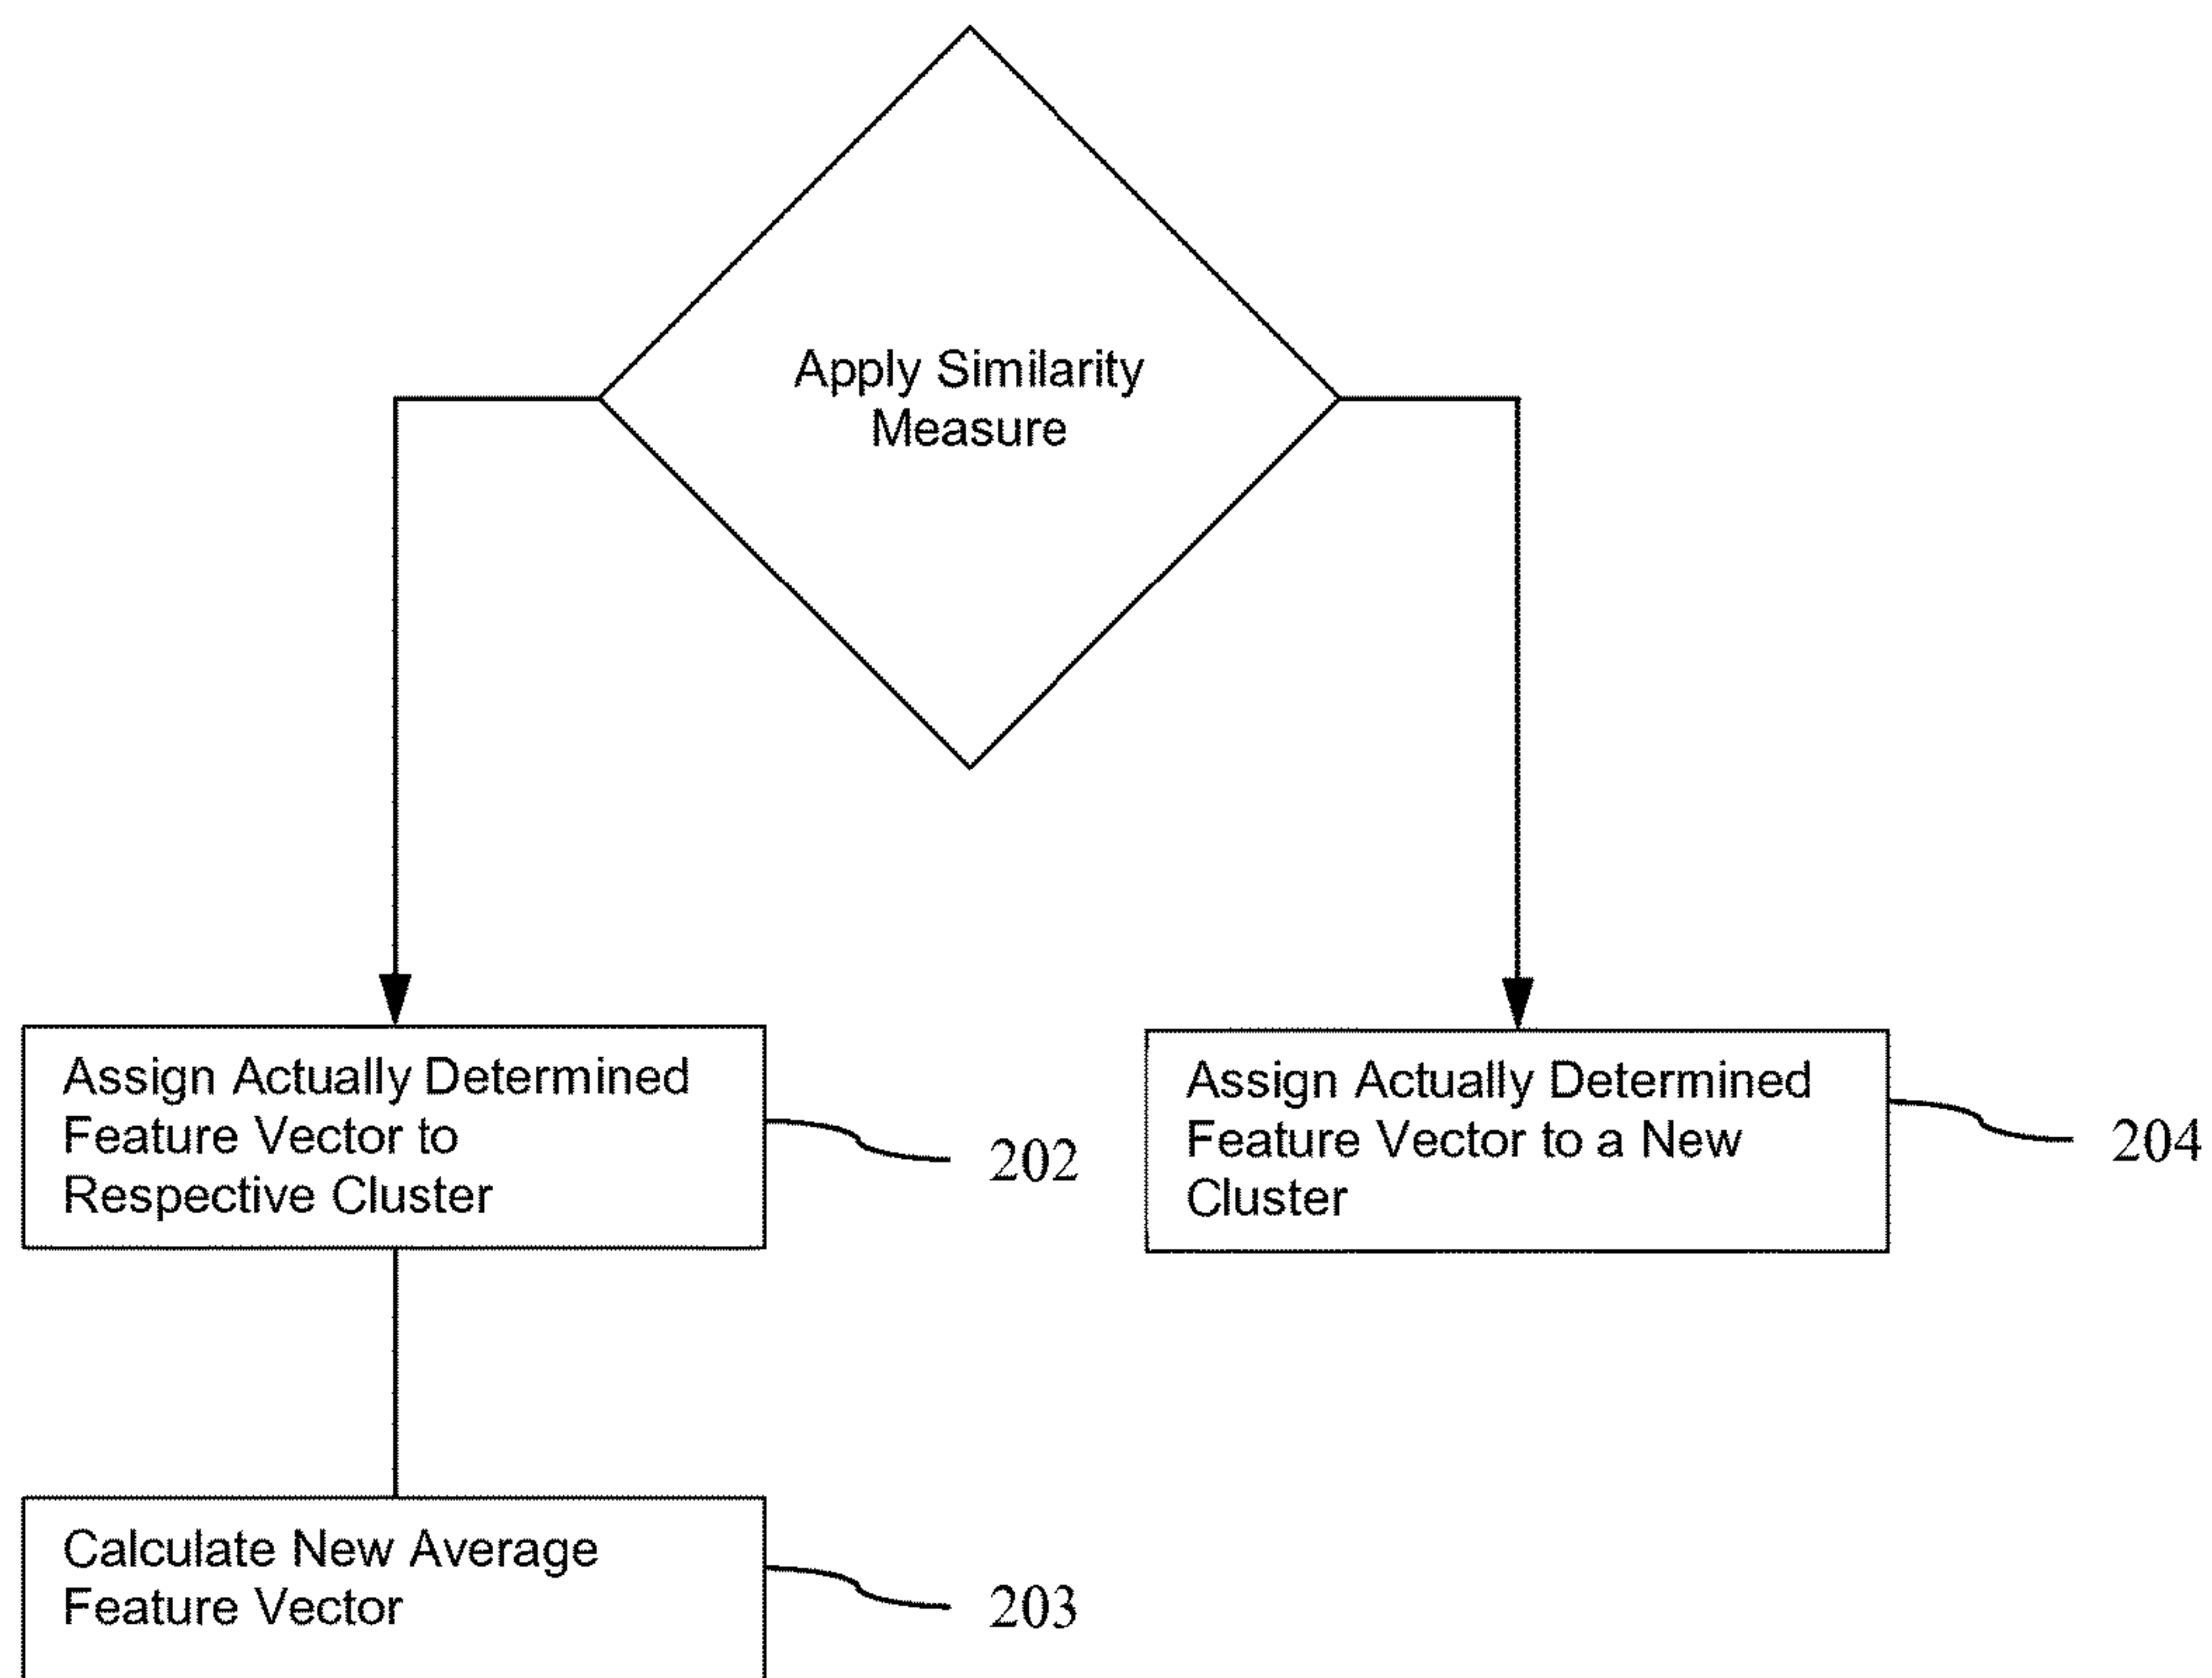 Apply Similarity
Measure
Assign Actually Determined
Feature Vector to
Respective Cluster
202
Assign Actually Determined
Feature Vector to a New
Cluster
204
Calculate New Average
Feature Vector
203